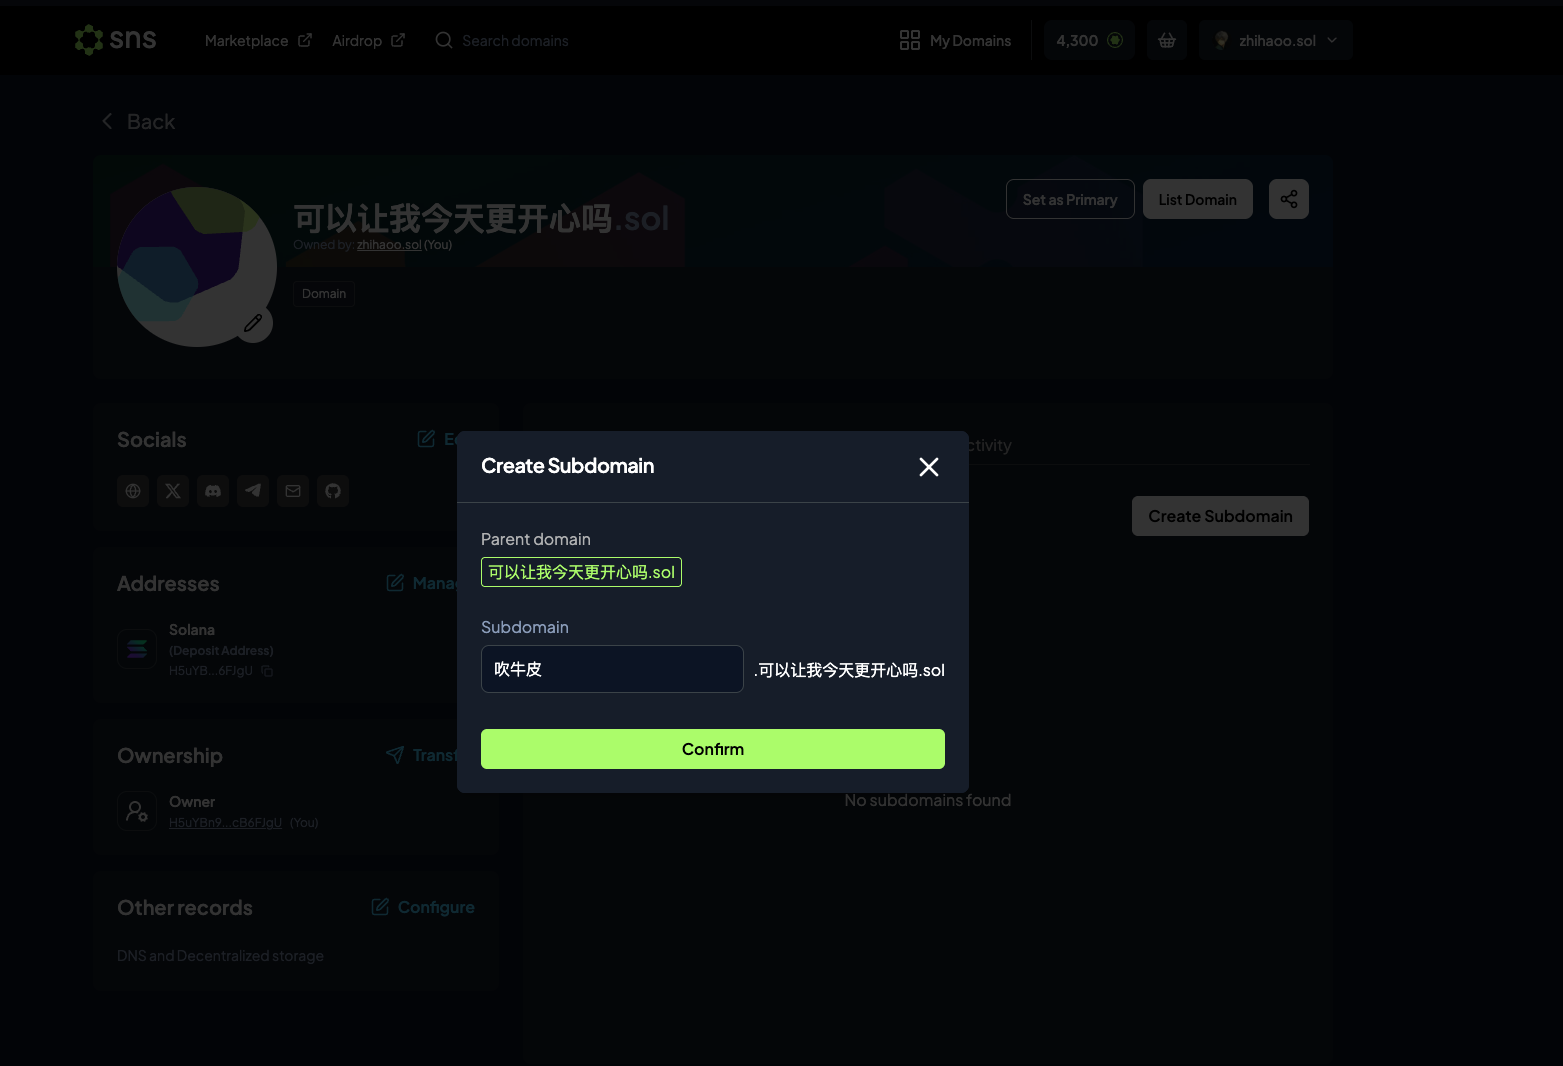 sns Marketplace Airdrop Search domains My Domains 4,300 zhihaoo.sol
Back
可以让我今天更开心吗.sol
Set as Primary List Domain
Owned by: zhihaoo.sol (You)
Domain
Socials
ctivity
Create Subdomain
Addresses
Solana
(Deposit Address)
H5uYB...6FJgU
Ownership
Owner
H5uYBn9...cB6FJgU (You)
Other records Configure
DNS and Decentralized storage
Create Subdomain
Parent domain
可以让我今天更开心吗.sol
Subdomain
吹牛皮 .可以让我今天更开心吗.sol
Confirm
No subdomains found